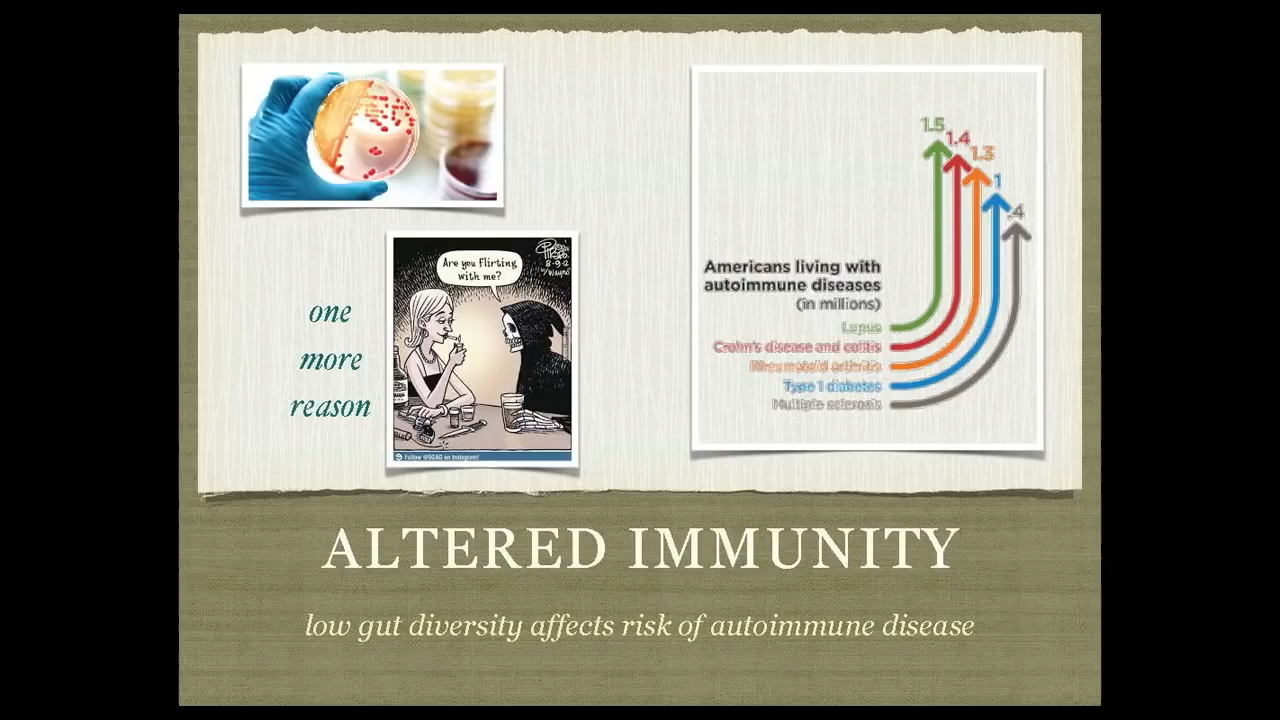 Are you flirting
with me?
one
more
reason
Follow @9GAG on Instagram!
1.5
1.4
1.3
1
.4
Americans living with
autoimmune diseases
(in millions)
Lupus
Crohn's disease and colitis
Rheumatoid arthritis
Type 1 diabetes
Multiple sclerosis
ALTERED IMMUNITY
low gut diversity affects risk of autoimmune disease